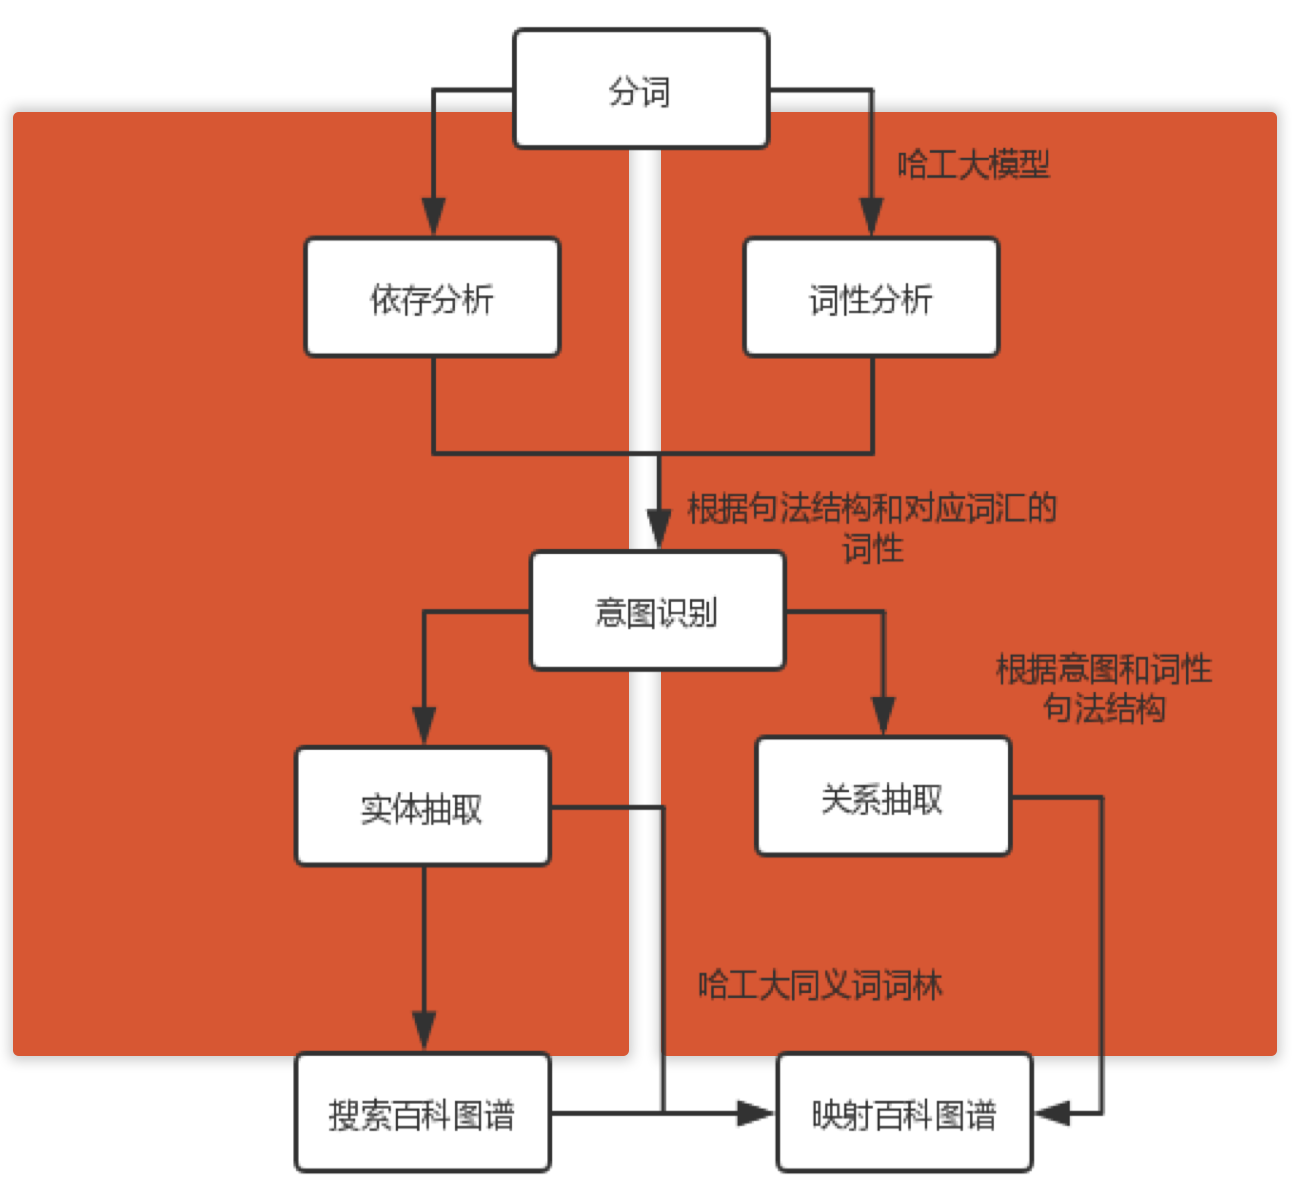 分词
哈工大模型
依存分析
词性分析
根据句法结构和对应词汇的
词性
意图识别
根据意图和词性
句法结构
实体抽取
关系抽取
哈工大同义词词林
搜索百科图谱
映射百科图谱